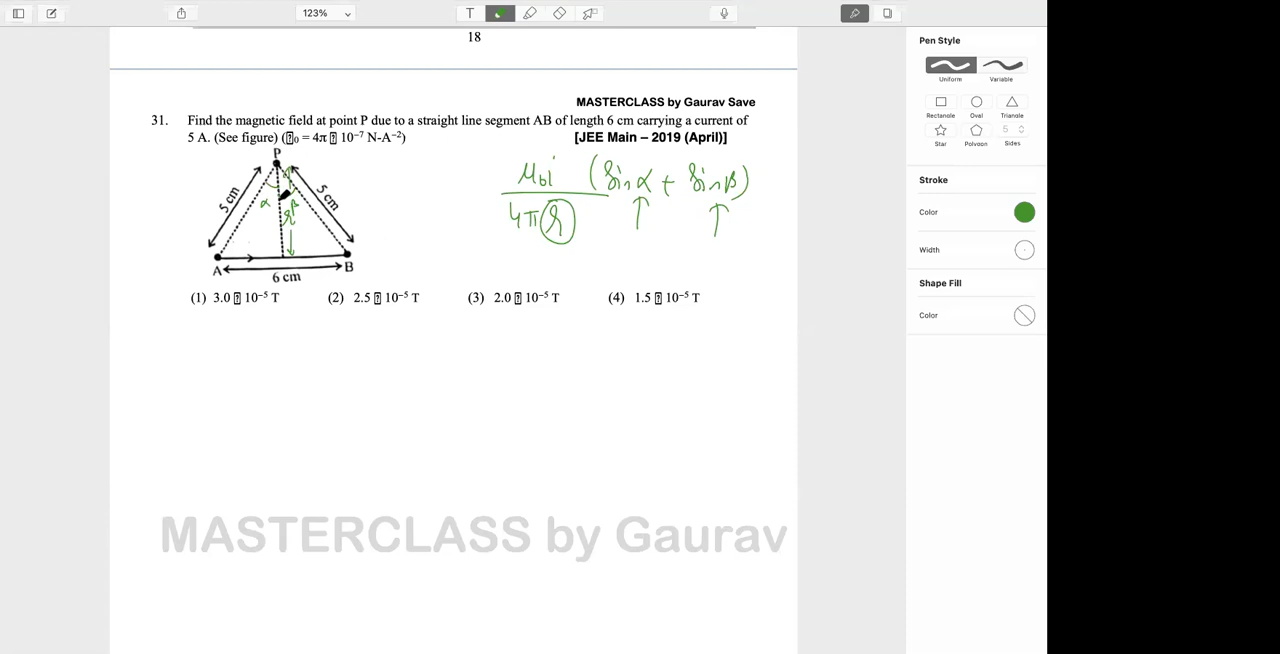 123%
T
18
Pen Style
Uniform
Variable
Rectangle
Oval
Triangle
Star
Polygon
5
Sides
Stroke
Color
Width
Shape Fill
Color
MASTERCLASS by Gaurav Save
31. Find the magnetic field at point P due to a straight line segment AB of length 6 cm carrying a current of
5 A. (See figure) (▯₀ = 4π ▯ 10⁻⁷ N-A⁻²) [JEE Main – 2019 (April)]
P
5 cm
5 cm
α
β
r
A
B
6 cm
μ₀i / 4πr (sinα + sinβ)
(1) 3.0 ▯ 10⁻⁵ T (2) 2.5 ▯ 10⁻⁵ T (3) 2.0 ▯ 10⁻⁵ T (4) 1.5 ▯ 10⁻⁵ T
MASTERCLASS by Gaurav